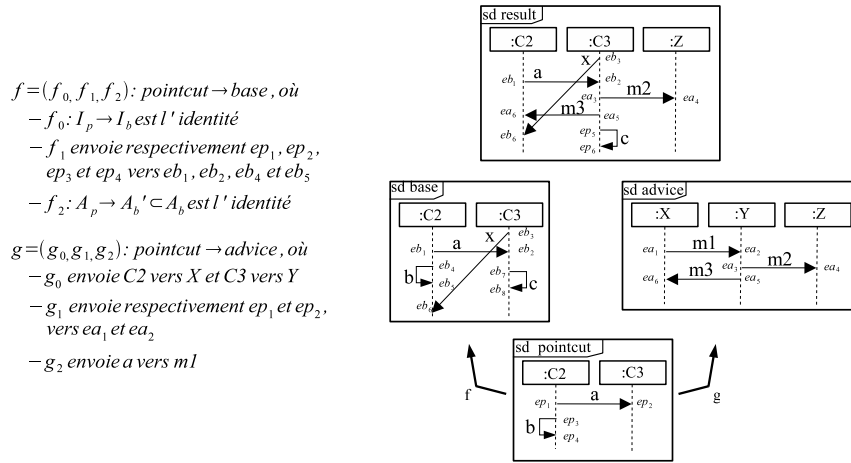 f=(f0, f1, f2): pointcut → base, où
– f0: Ip → Ib est l'identité
– f1 envoie respectivement ep1, ep2,
ep3 et ep4 vers eb1, eb2, eb4 et eb5
– f2: Ap → Ab' ⊂ Ab est l'identité
g=(g0, g1, g2): pointcut → advice, où
– g0 envoie C2 vers X et C3 vers Y
– g1 envoie respectivement ep1 et ep2,
vers ea1 et ea2
– g2 envoie a vers m1
sd result
:C2 :C3 :Z
x eb3
eb1 a eb2
ea3 m2 ea4
ea6 m3 ea5
eb6 ep5 c
ep6
sd base
:C2 :C3
x eb3
eb1 a eb2
b eb4 eb7 c
eb5 eb8
eb6
sd advice
:X :Y :Z
ea1 m1 ea2
ea3 m2 ea4
ea6 m3 ea5
sd pointcut
:C2 :C3
f g
ep1 a ep2
b ep3
ep4